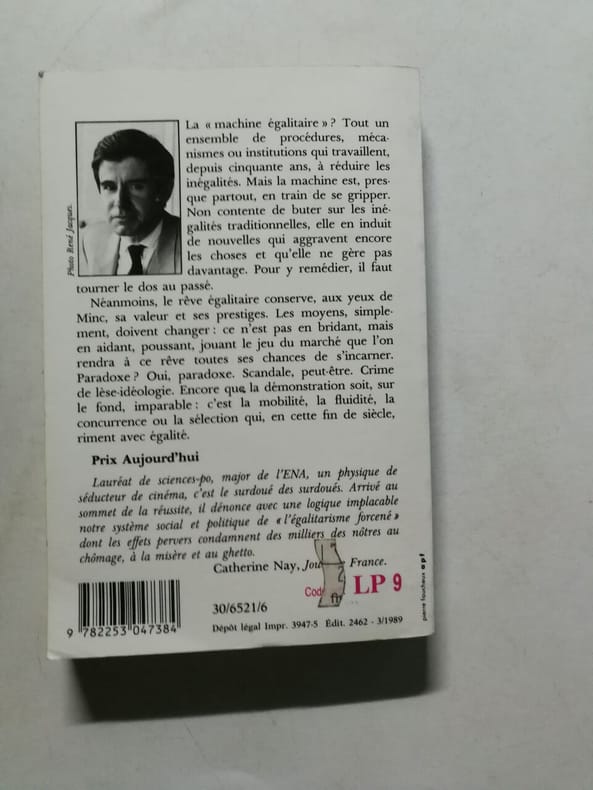 La « machine égalitaire » ? Tout un
ensemble de procédures, méca-
nismes ou institutions qui travaillent,
depuis cinquante ans, à réduire les
inégalités. Mais la machine est, pres-
que partout, en train de se gripper.
Non contente de buter sur les iné-
galités traditionnelles, elle en induit
de nouvelles qui aggravent encore
les choses et qu'elle ne gère pas
davantage. Pour y remédier, il faut
tourner le dos au passé.
Photo René Jacques.
Néanmoins, le rêve égalitaire conserve, aux yeux de
Minc, sa valeur et ses prestiges. Les moyens, simple-
ment, doivent changer : ce n'est pas en bridant, mais
en aidant, poussant, jouant le jeu du marché que l'on
rendra à ce rêve toutes ses chances de s'incarner.
Paradoxe ? Oui, paradoxe. Scandale, peut-être. Crime
de lèse-idéologie. Encore que la démonstration soit, sur
le fond, imparable : c'est la mobilité, la fluidité, la
concurrence ou la sélection qui, en cette fin de siècle,
riment avec égalité.
Prix Aujourd'hui
Lauréat de sciences-po, major de l'ENA, un physique de
séducteur de cinéma, c'est le surdoué des surdoués. Arrivé au
sommet de la réussite, il dénonce avec une logique implacable
notre système social et politique de « l'égalitarisme forcené »
dont les effets pervers condamnent des milliers des nôtres au
chômage, à la misère et au ghetto.
Catherine Nay, Jou France.
Code LP 9
30/6521/6
9 782253 047384
Dépôt légal Impr. 3947-5 Édit. 2462 - 3/1989
pierre faucheux apf